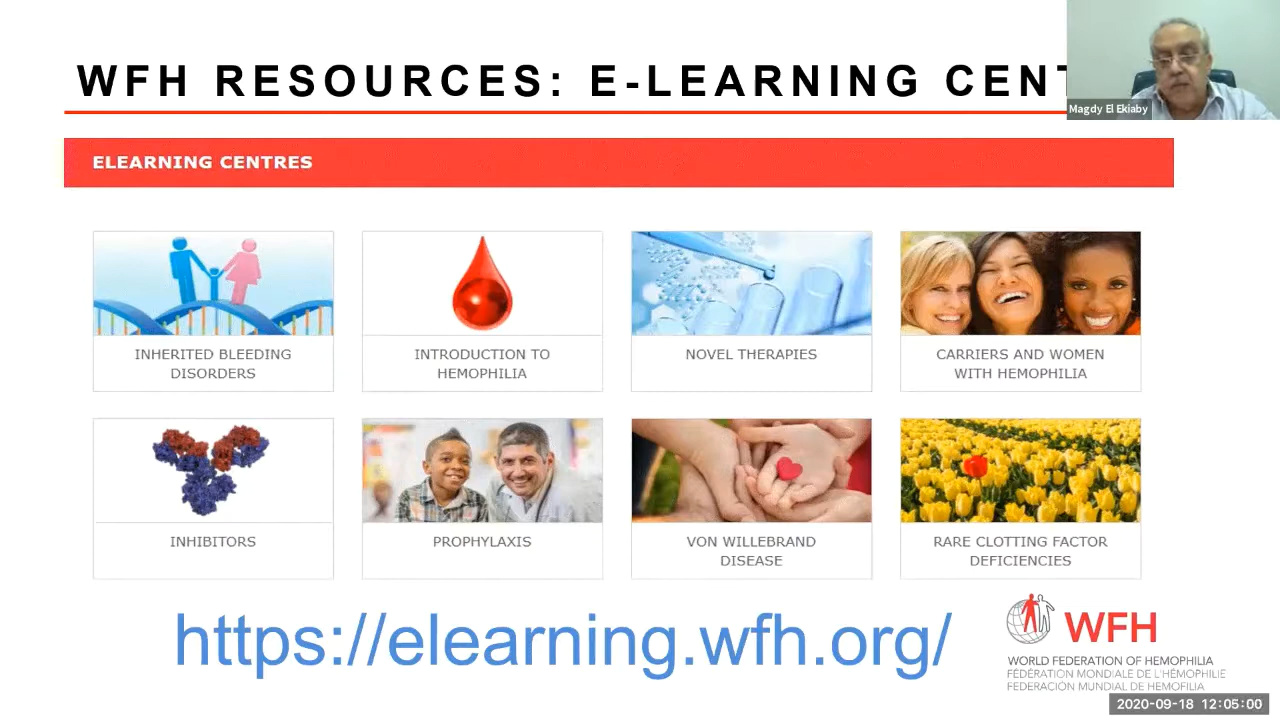 WFH RESOURCES: E-LEARNING CENT
Magdy El Ekiaby
ELEARNING CENTRES
INHERITED BLEEDING
DISORDERS
INTRODUCTION TO
HEMOPHILIA
NOVEL THERAPIES
CARRIERS AND WOMEN
WITH HEMOPHILIA
INHIBITORS
PROPHYLAXIS
VON WILLEBRAND
DISEASE
RARE CLOTTING FACTOR
DEFICIENCIES
https://elearning.wfh.org/
WFH
WORLD FEDERATION OF HEMOPHILIA
FÉDÉRATION MONDIALE DE L'HÉMOPHILIE
FEDERACIÓN MUNDIAL DE HEMOFILIA
2020-09-18 12:05:00